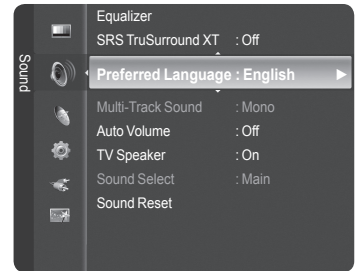 Sound
Equalizer
SRS TruSurround XT : Off
Preferred Language : English
Multi-Track Sound : Mono
Auto Volume : Off
TV Speaker : On
Sound Select : Main
Sound Reset